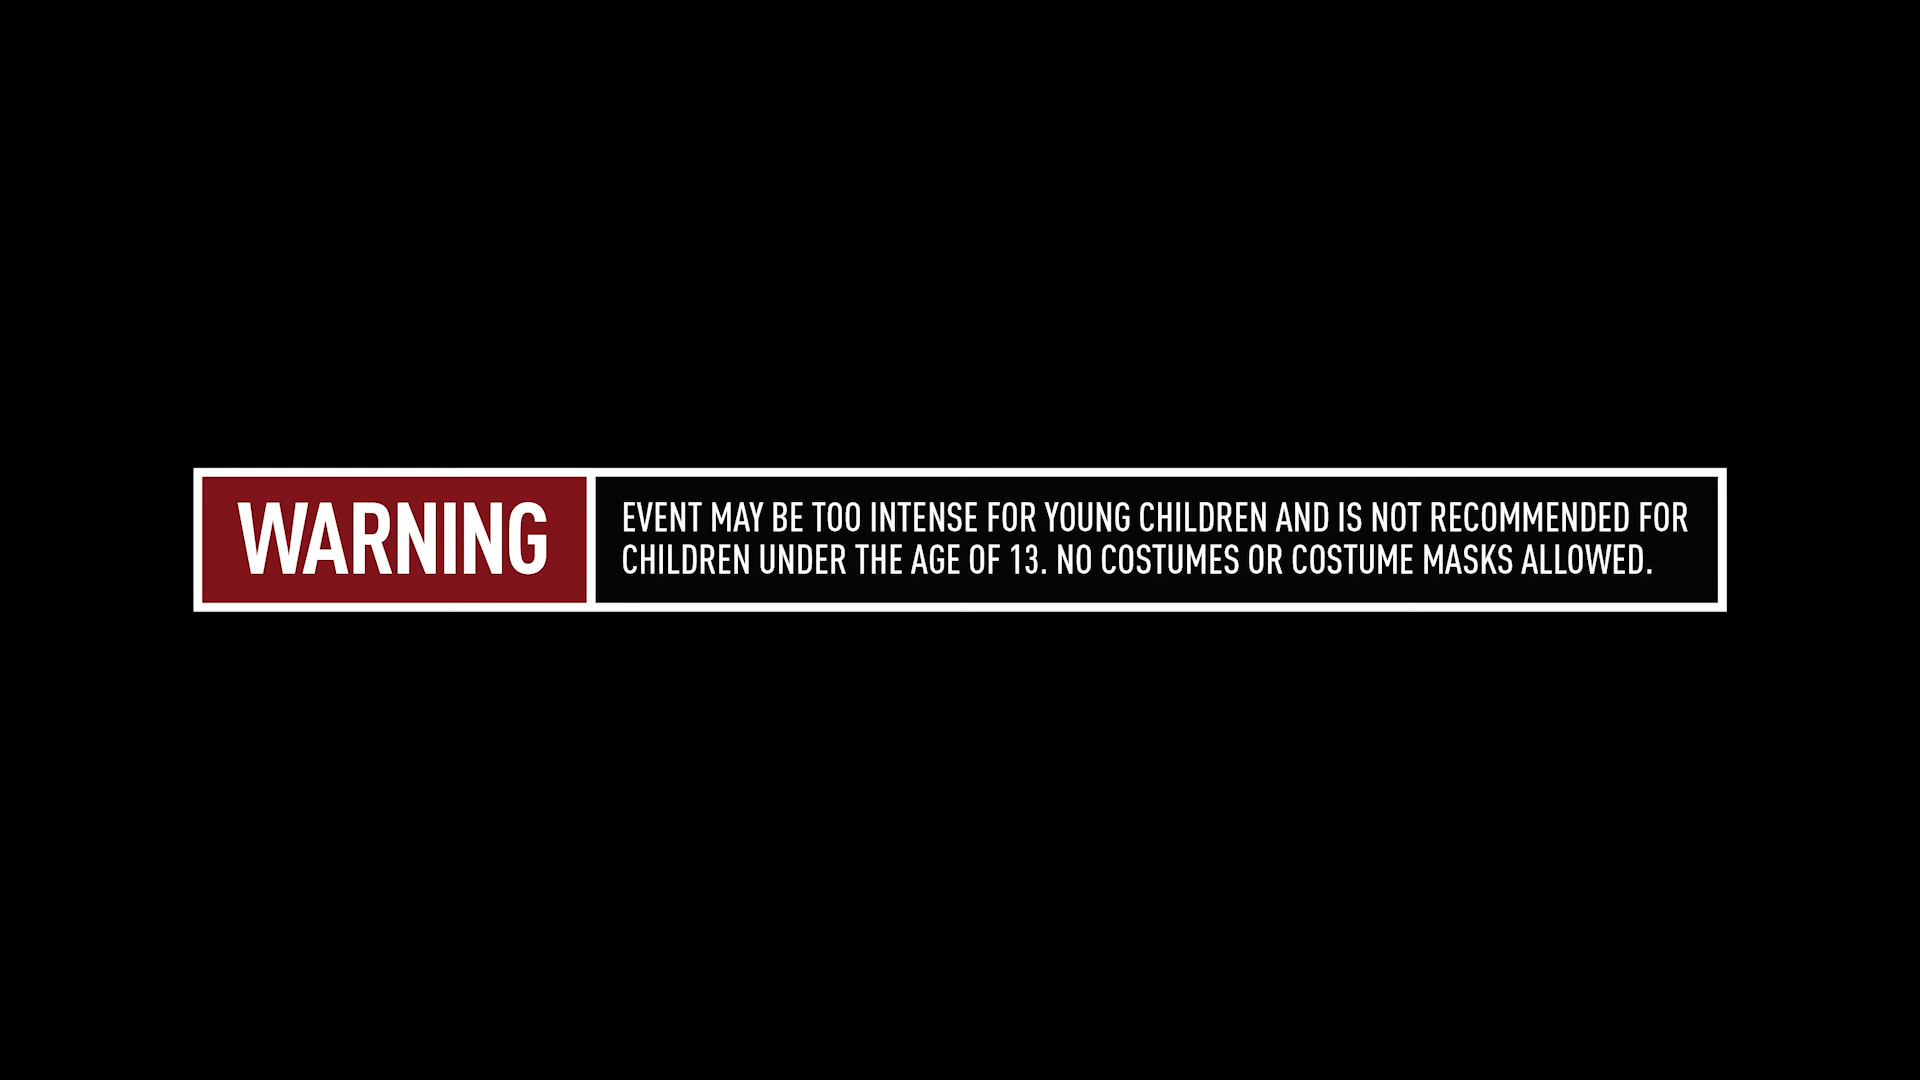 WARNING
EVENT MAY BE TOO INTENSE FOR YOUNG CHILDREN AND IS NOT RECOMMENDED FOR
CHILDREN UNDER THE AGE OF 13. NO COSTUMES OR COSTUME MASKS ALLOWED.